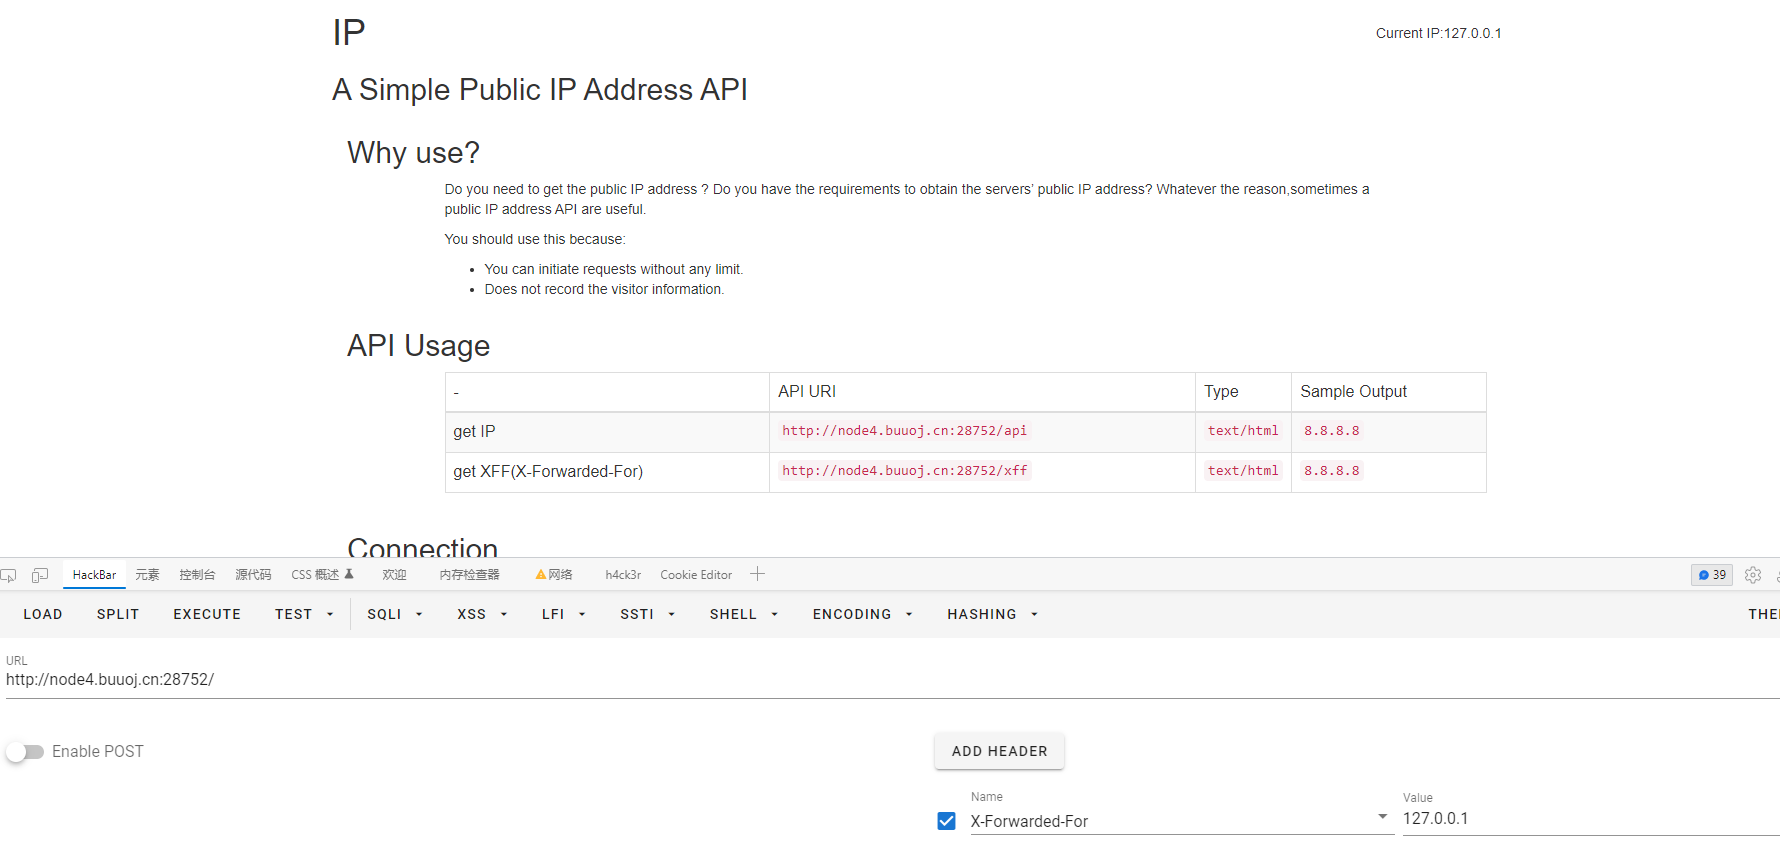 IP
Current IP:127.0.0.1
A Simple Public IP Address API
Why use?
Do you need to get the public IP address ? Do you have the requirements to obtain the servers’ public IP address? Whatever the reason,sometimes a
public IP address API are useful.
You should use this because:
• You can initiate requests without any limit.
• Does not record the visitor information.
API Usage
- API URI Type Sample Output
get IP http://node4.buuoj.cn:28752/api text/html 8.8.8.8
get XFF(X-Forwarded-For) http://node4.buuoj.cn:28752/xff text/html 8.8.8.8
Connection
HackBar 元素 控制台 源代码 CSS 概述 欢迎 内存检查器 网络 h4ck3r Cookie Editor 39
LOAD SPLIT EXECUTE TEST SQLI XSS LFI SSTI SHELL ENCODING HASHING
URL
http://node4.buuoj.cn:28752/
Enable POST
ADD HEADER
Name Value
X-Forwarded-For 127.0.0.1